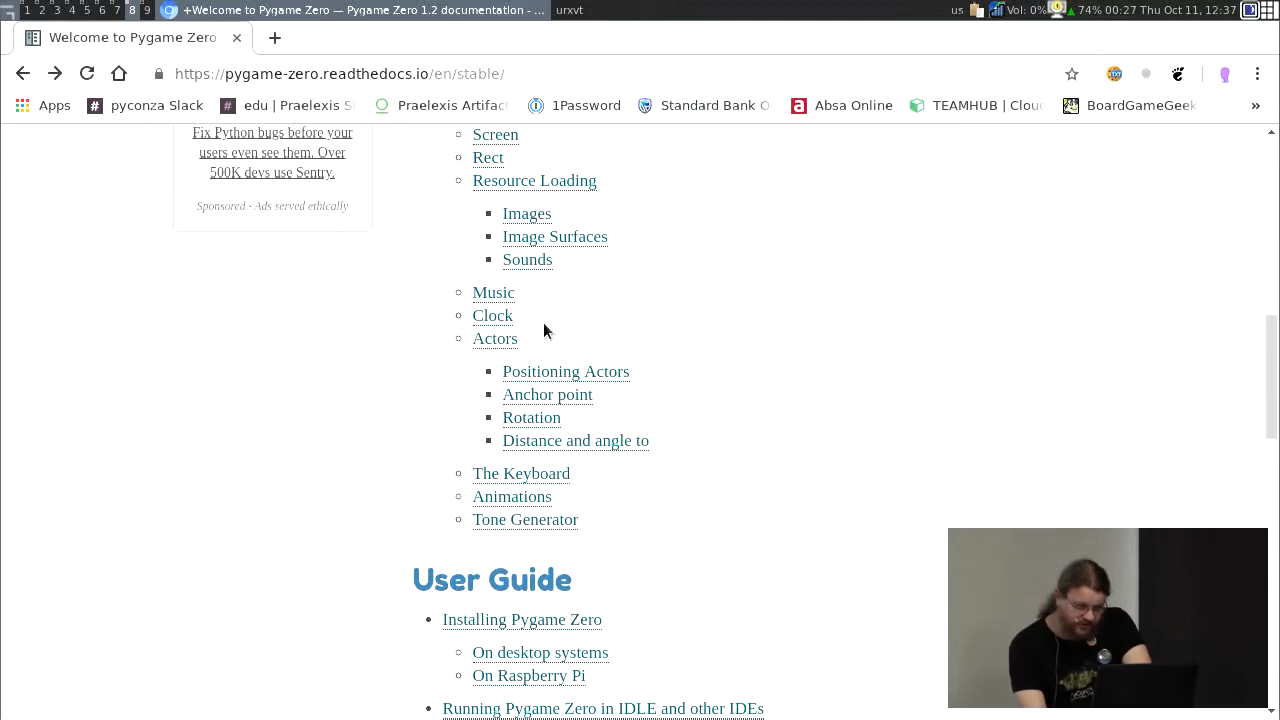 1 2 3 4 5 6 7 8 9 +Welcome to Pygame Zero — Pygame Zero 1.2 documentation - ... urxvt us Vol: 0% 74% 00:27 Thu Oct 11, 12:37
Welcome to Pygame Zero
https://pygame-zero.readthedocs.io/en/stable/
Apps pyconza Slack edu | Praelexis S Praelexis Artifac 1Password Standard Bank O Absa Online TEAMHUB | Clou BoardGameGeek »
Fix Python bugs before your
users even see them. Over
500K devs use Sentry.
Sponsored · Ads served ethically
Screen
Rect
Resource Loading
Images
Image Surfaces
Sounds
Music
Clock
Actors
Positioning Actors
Anchor point
Rotation
Distance and angle to
The Keyboard
Animations
Tone Generator
User Guide
Installing Pygame Zero
On desktop systems
On Raspberry Pi
Running Pygame Zero in IDLE and other IDEs